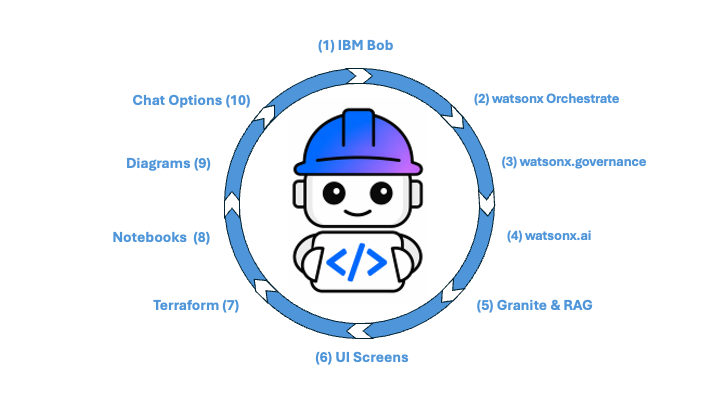 (1) IBM Bob
(2) watsonx Orchestrate
(3) watsonx.governance
(4) watsonx.ai
(5) Granite & RAG
(6) UI Screens
Terraform (7)
Notebooks (8)
Diagrams (9)
Chat Options (10)
</>